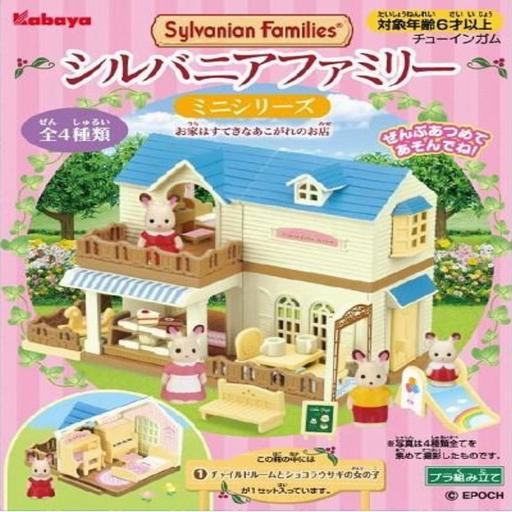 Kabaya
Sylvanian Families®
たいしょうねんれい さい いじょう
対象年齢6才以上
チューインガム
シルバニアファミリー
ミニシリーズ
ぜん しゅるい
全4種類
お家はすてきなあこがれのお店
ぜんぶあつめて
あそんでね!
この箱の中には
① チャイルドルームとショコラウサギの女の子
が1セット入っています。
※写真は4種類全てを
集めて撮影したものです。
プラ組み立て
© EPOCH